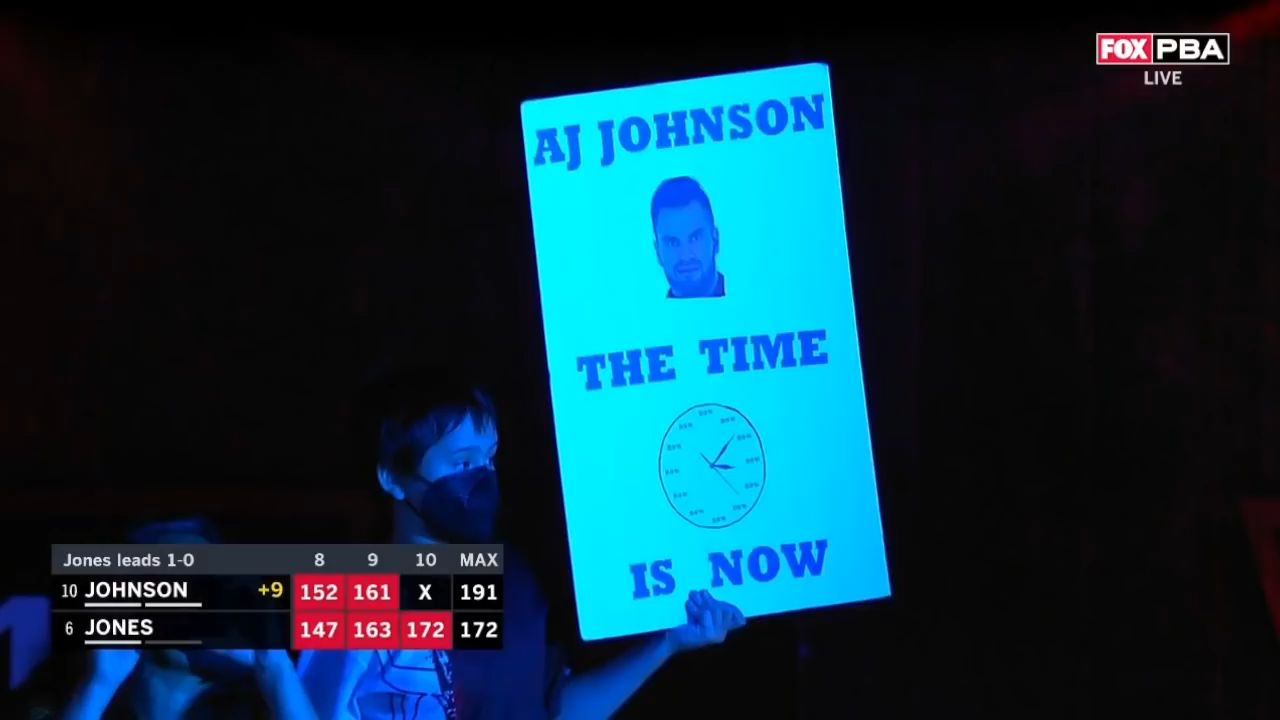 FOX PBA
LIVE
AJ JOHNSON
THE TIME
IS NOW
Jones leads 1-0 8 9 10 MAX
10 JOHNSON +9 152 161 X 191
6 JONES 147 163 172 172